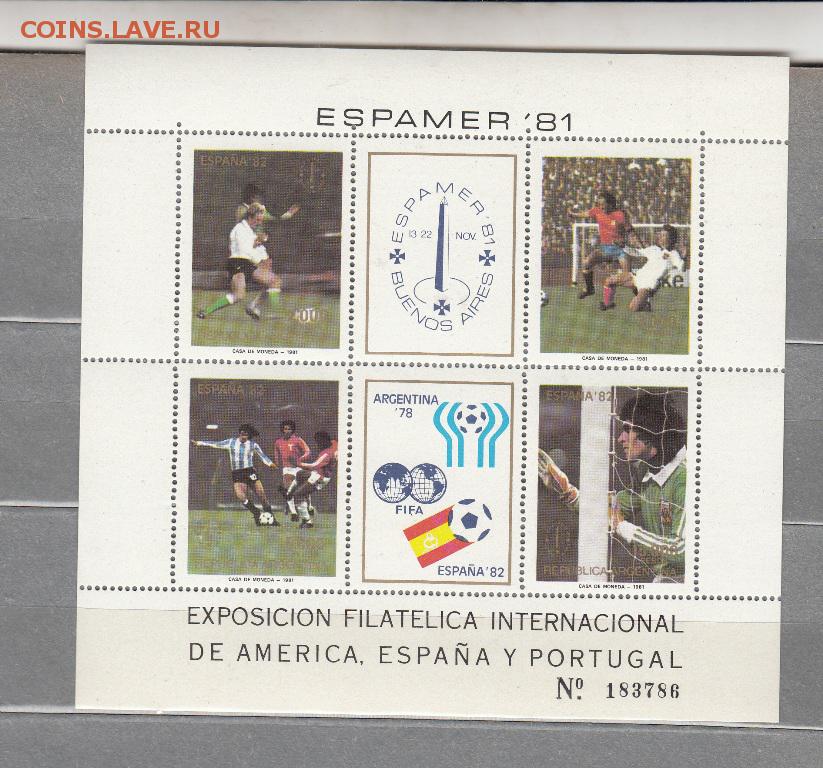 COINS.LAVE.RU
ESPAMER '81
ESPAÑA '82
CASA DE MONEDA – 1981
ESPAMER '81
13 22 NOV.
BUENOS AIRES
CASA DE MONEDA – 1981
ESPAÑA '82
CASA DE MONEDA – 1981
ARGENTINA
'78
FIFA
ESPAÑA '82
ESPAÑA '82
REPUBLICA ARGENTINA
CASA DE MONEDA – 1981
EXPOSICION FILATELICA INTERNACIONAL
DE AMERICA, ESPAÑA Y PORTUGAL
Nº. 183786